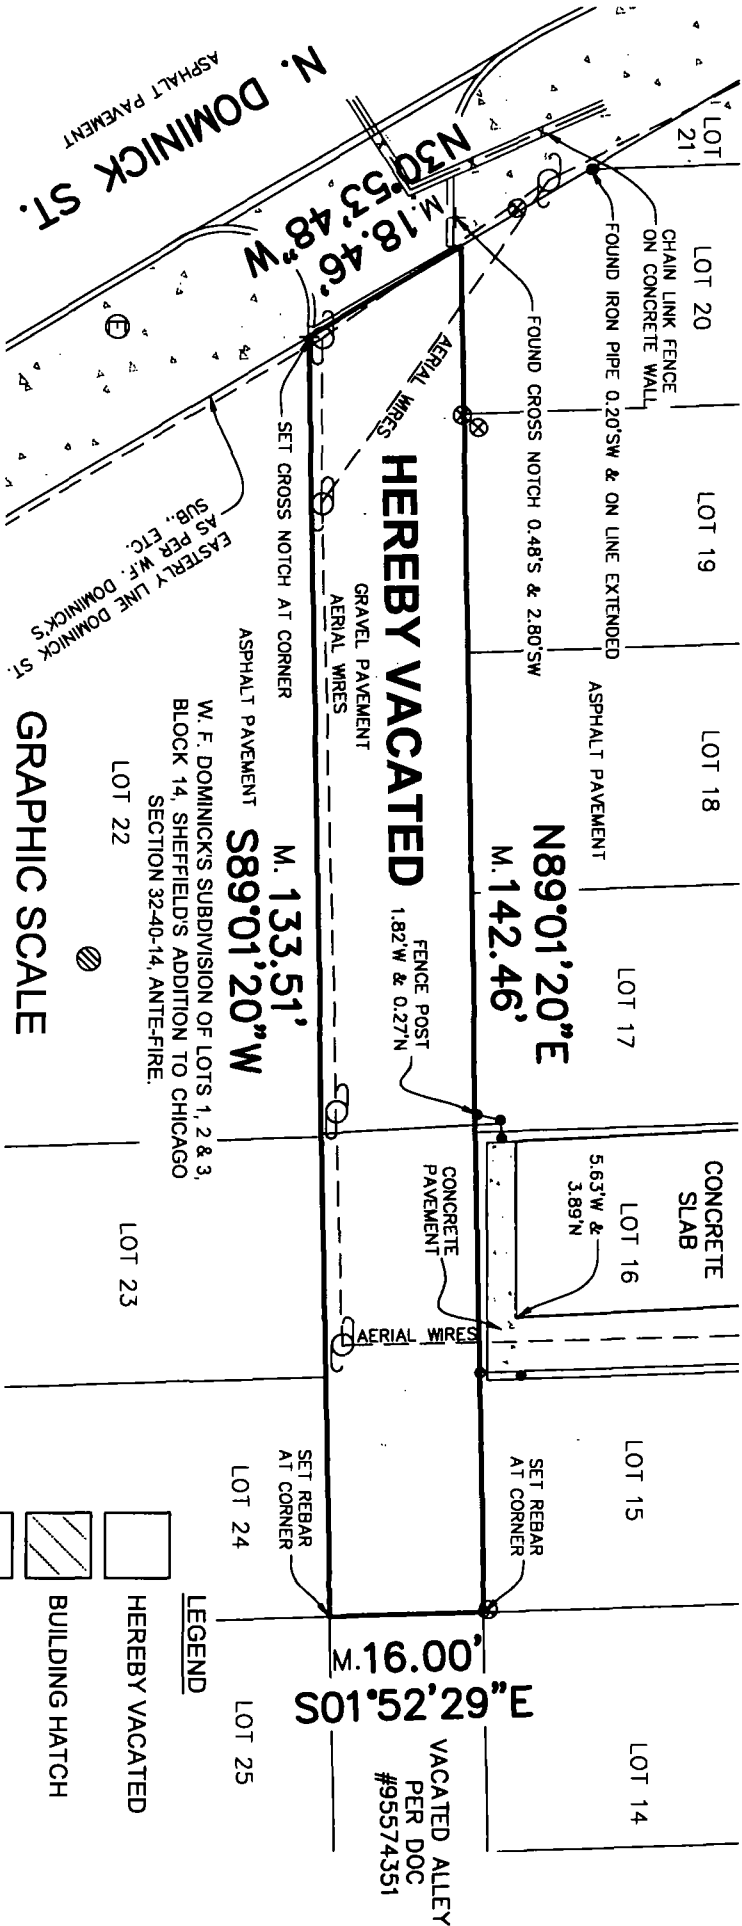 LOT
21
LOT 20
LOT 19
LOT 18
LOT 17
LOT 16
LOT 15
LOT 14
CHAIN LINK FENCE
ON CONCRETE WALL
FOUND IRON PIPE 0.20'SW & ON LINE EXTENDED
FOUND CROSS NOTCH 0.48'S & 2.80'SW
ASPHALT PAVEMENT
N89°01'20"E
M. 142.46'
CONCRETE
SLAB
5.63'W &
3.89'N
CONCRETE
PAVEMENT
FENCE POST
1.82'W & 0.27'N
SET REBAR
AT CORNER
N. DOMINICK ST.
ASPHALT PAVEMENT
M. 18.46'
N30°53'48"W
AERIAL WIRES
HEREBY VACATED
GRAVEL PAVEMENT
AERIAL WIRES
AERIAL WIRES
M. 16.00'
S01°52'29"E
VACATED ALLEY
PER DOC
#95574351
SET CROSS NOTCH AT CORNER
ASPHALT PAVEMENT
M. 133.51'
S89°01'20"W
SET REBAR
AT CORNER
E
EASTERLY LINE DOMINICK ST.
AS PER W.F. DOMINICK'S
SUB., ETC.
W. F. DOMINICK'S SUBDIVISION OF LOTS 1, 2 & 3,
BLOCK 14, SHEFFIELD'S ADDITION TO CHICAGO
SECTION 32-40-14, ANTE-FIRE.
LOT 22
LOT 23
LOT 24
LOT 25
GRAPHIC SCALE
LEGEND
HEREBY VACATED
BUILDING HATCH